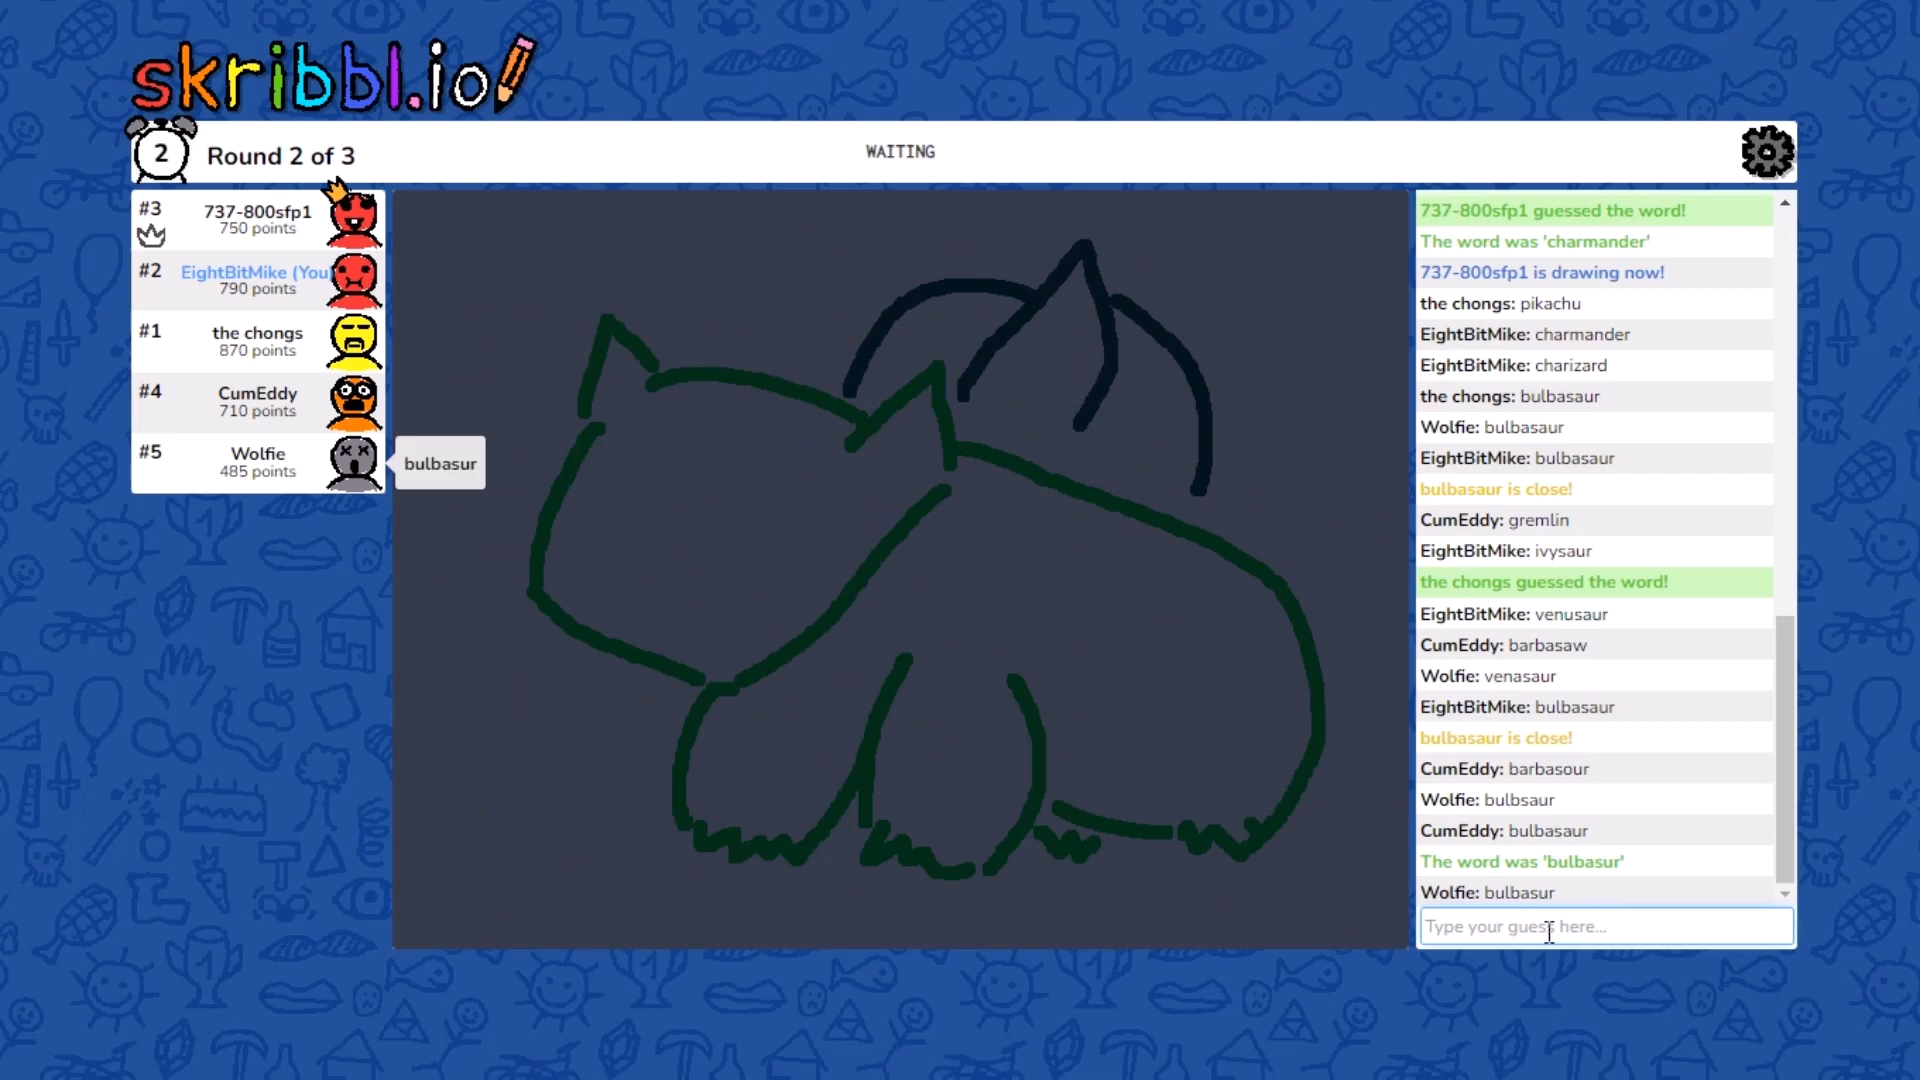 skribbl.io
2
Round 2 of 3
WAITING
#3
737-800sfp1
750 points
#2
EightBitMike (You
790 points
#1
the chongs
870 points
#4
CumEddy
710 points
#5
Wolfie
485 points
bulbasur
737-800sfp1 guessed the word!
The word was 'charmander'
737-800sfp1 is drawing now!
the chongs: pikachu
EightBitMike: charmander
EightBitMike: charizard
the chongs: bulbasaur
Wolfie: bulbasaur
EightBitMike: bulbasaur
bulbasaur is close!
CumEddy: gremlin
EightBitMike: ivysaur
the chongs guessed the word!
EightBitMike: venusaur
CumEddy: barbasaw
Wolfie: venasaur
EightBitMike: bulbasaur
bulbasaur is close!
CumEddy: barbasour
Wolfie: bulbsaur
CumEddy: bulbasaur
The word was 'bulbasur'
Wolfie: bulbasur
Type your guess here...